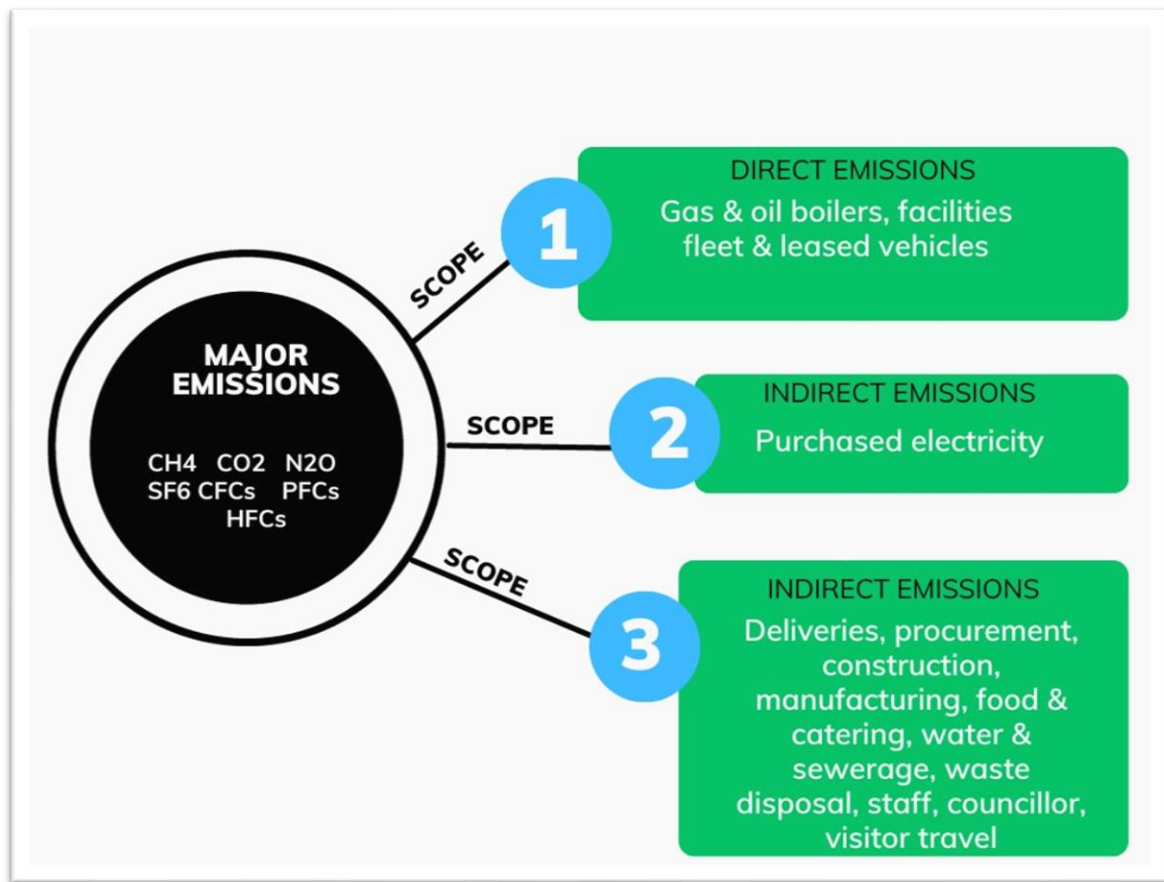 MAJOR
EMISSIONS
CH4 CO2 N2O
SF6 CFCs PFCs
HFCs
SCOPE
1
DIRECT EMISSIONS
Gas & oil boilers, facilities
fleet & leased vehicles
SCOPE
2
INDIRECT EMISSIONS
Purchased electricity
SCOPE
3
INDIRECT EMISSIONS
Deliveries, procurement,
construction,
manufacturing, food &
catering, water &
sewerage, waste
disposal, staff, councillor,
visitor travel